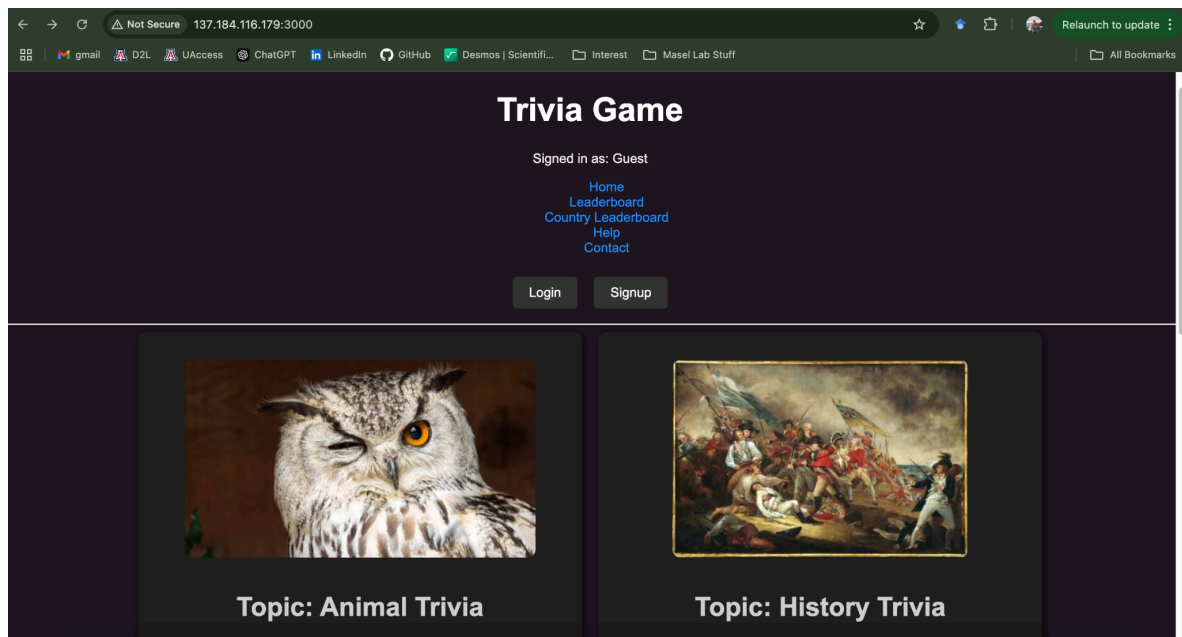 Not Secure 137.184.116.179:3000 Relaunch to update
gmail D2L UAccess ChatGPT LinkedIn GitHub Desmos | Scientifi... Interest Masel Lab Stuff All Bookmarks
Trivia Game
Signed in as: Guest
Home
Leaderboard
Country Leaderboard
Help
Contact
Login Signup
Topic: Animal Trivia Topic: History Trivia